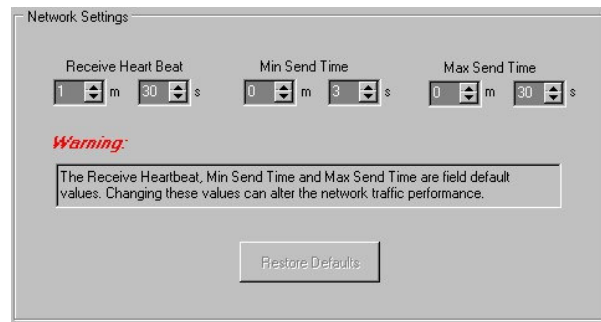 Network Settings
Receive Heart Beat Min Send Time Max Send Time
1 m 30 s 0 m 3 s 0 m 30 s
Warning:
The Receive Heartbeat, Min Send Time and Max Send Time are field default
values. Changing these values can alter the network traffic performance.
Restore Defaults